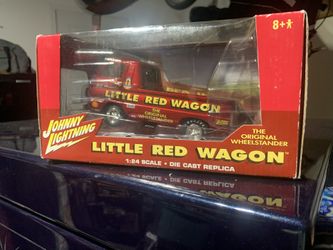 8+
LITTLE RED WAGON
THE
ORIGINAL
WHEELSTANDER
JOHNNY
LIGHTNING
THE
ORIGINAL
WHEELSTANDER
LITTLE RED WAGON™
1:24 SCALE • DIE CAST REPLICA